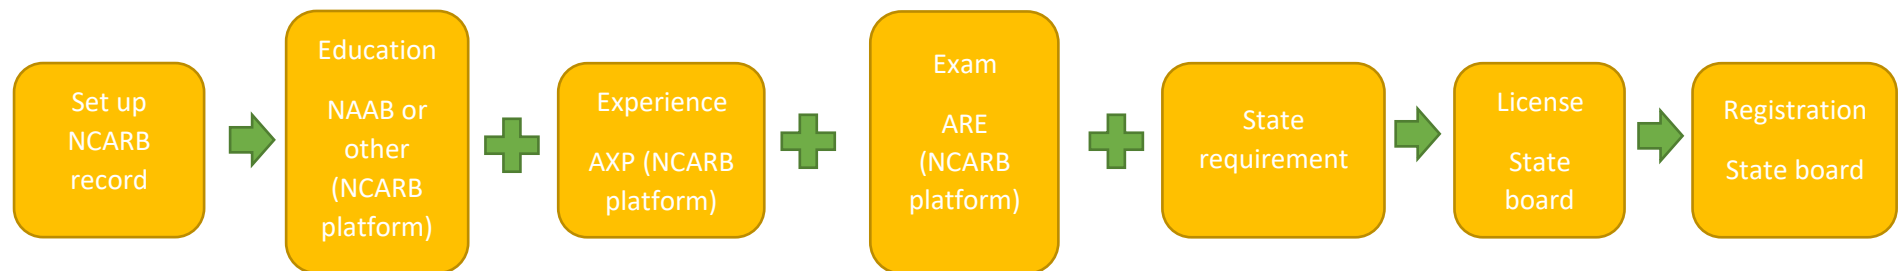 Set up
NCARB
record
Education
NAAB or
other
(NCARB
platform)
Experience
AXP (NCARB
platform)
Exam
ARE
(NCARB
platform)
State
requirement
License
State
board
Registration
State board